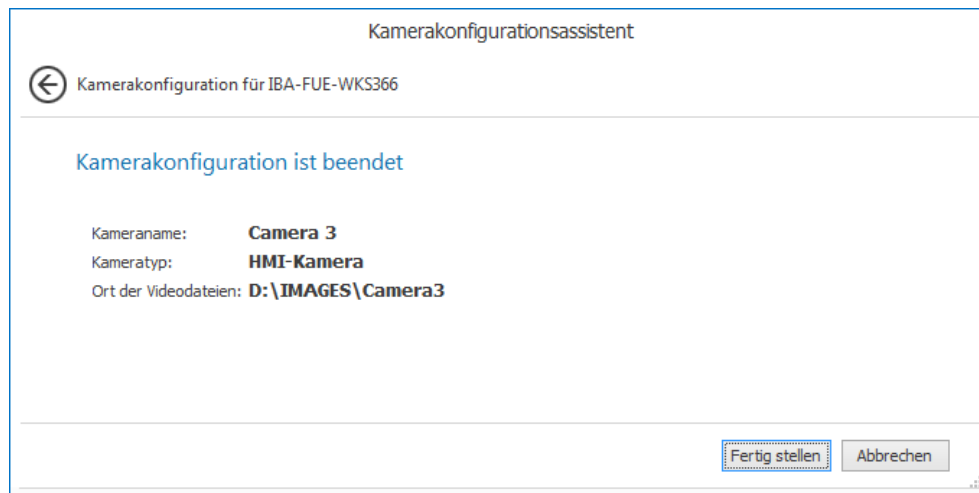 Kamerakonfigurationsassistent
Kamerakonfiguration für IBA-FUE-WKS366
Kamerakonfiguration ist beendet
Kameraname: Camera 3
Kameratyp: HMI-Kamera
Ort der Videodateien: D:\IMAGES\Camera3
Fertig stellen Abbrechen